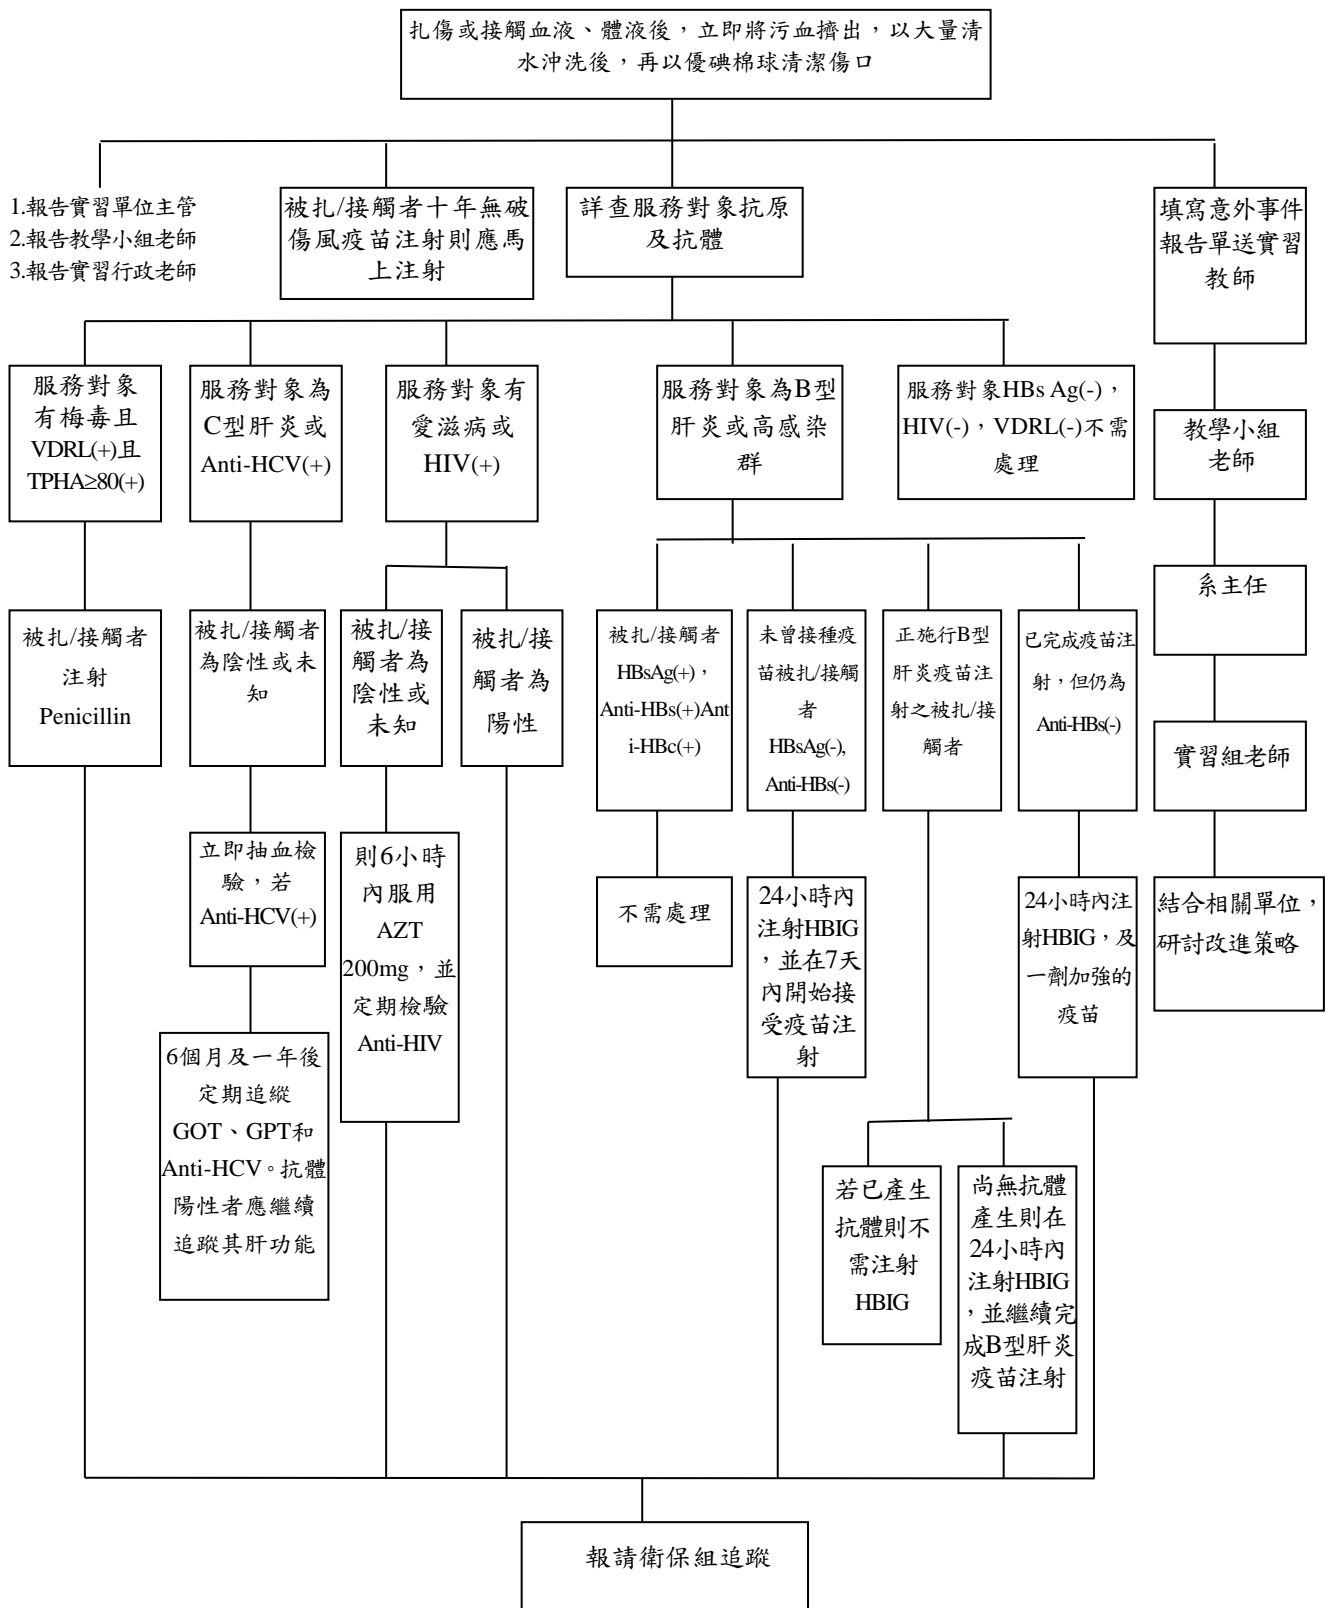 扎傷或接觸血液、體液後，立即將污血擠出，以大量清
水沖洗後，再以優碘棉球清潔傷口
1.報告實習單位主管
2.報告教學小組老師
3.報告實習行政老師
被扎/接觸者十年無破
傷風疫苗注射則應馬
上注射
詳查服務對象抗原
及抗體
填寫意外事件
報告單送實習
教師
服務對象
有梅毒且
VDRL(+)且
TPHA≥80(+)
服務對象為
C型肝炎或
Anti-HCV(+)
服務對象有
愛滋病或
HIV(+)
服務對象為B型
肝炎或高感染
群
服務對象HBs Ag(-)，
HIV(-)，VDRL(-)不需
處理
教學小組
老師
系主任
被扎/接觸者
注射
Penicillin
被扎/接觸者
為陰性或未
知
被扎/接
觸者為
陰性或
未知
被扎/接
觸者為
陽性
被扎/接觸者
HBsAg(+)，
Anti-HBs(+)Ant
i-HBc(+)
未曾接種疫
苗被扎/接觸
者
HBsAg(-),
Anti-HBs(-)
正施行B型
肝炎疫苗注
射之被扎/接
觸者
已完成疫苗注
射，但仍為
Anti-HBs(-)
實習組老師
立即抽血檢
驗，若
Anti-HCV(+)
則6小時
內服用
AZT
200mg，並
定期檢驗
Anti-HIV
不需處理
24小時內
注射HBIG
，並在7天
內開始接
受疫苗注
射
24小時內注
射HBIG，及
一劑加強的
疫苗
結合相關單位，
研討改進策略
6個月及一年後
定期追縱
GOT、GPT和
Anti-HCV。抗體
陽性者應繼續
追蹤其肝功能
若已產生
抗體則不
需注射
HBIG
尚無抗體
產生則在
24小時內
注射HBIG
，並繼續完
成B型肝炎
疫苗注射
報請衛保組追蹤